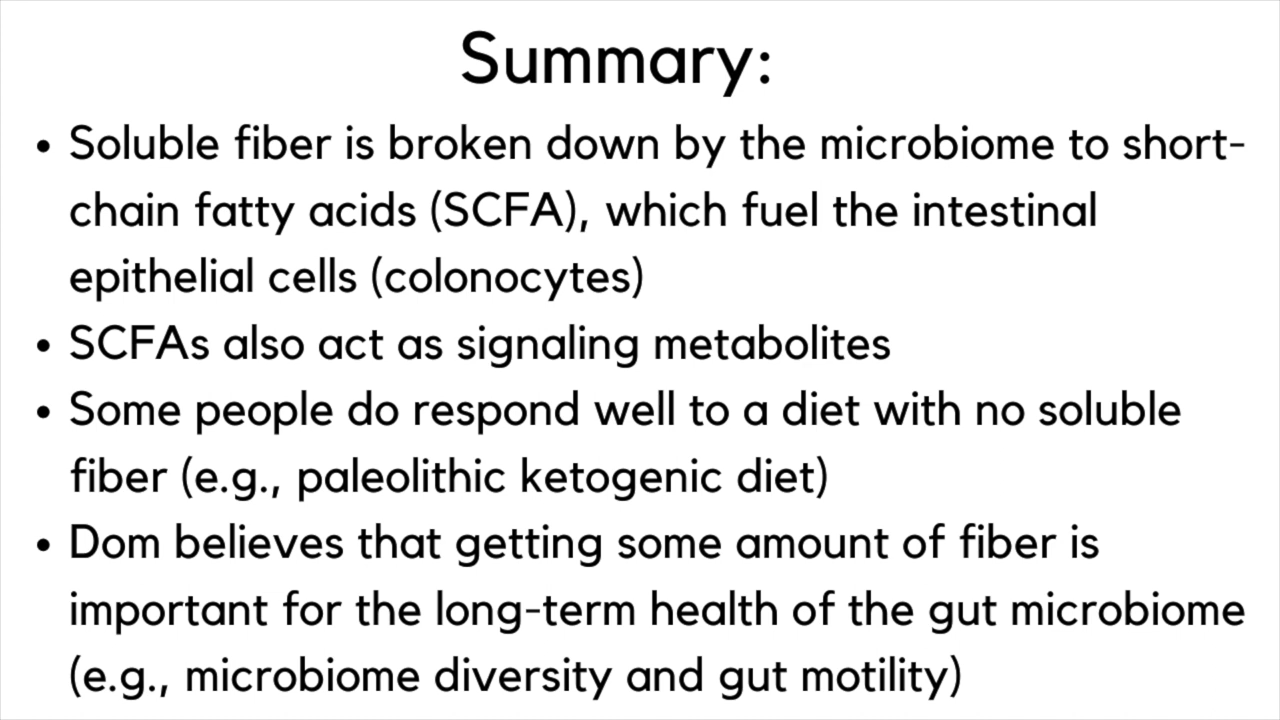 Summary:
• Soluble fiber is broken down by the microbiome to short-
chain fatty acids (SCFA), which fuel the intestinal
epithelial cells (colonocytes)
• SCFAs also act as signaling metabolites
• Some people do respond well to a diet with no soluble
fiber (e.g., paleolithic ketogenic diet)
• Dom believes that getting some amount of fiber is
important for the long-term health of the gut microbiome
(e.g., microbiome diversity and gut motility)